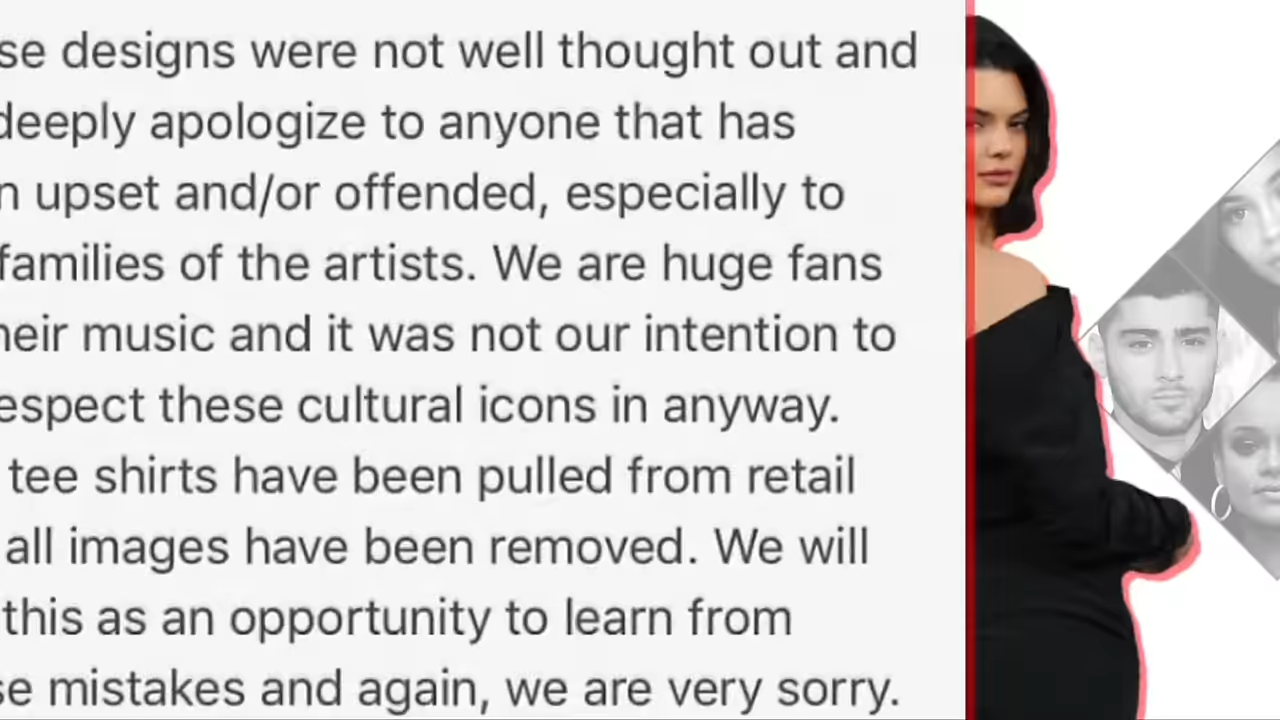 se designs were not well thought out and
deeply apologize to anyone that has
n upset and/or offended, especially to
families of the artists. We are huge fans
heir music and it was not our intention to
espect these cultural icons in anyway.
tee shirts have been pulled from retail
all images have been removed. We will
this as an opportunity to learn from
se mistakes and again, we are very sorry.